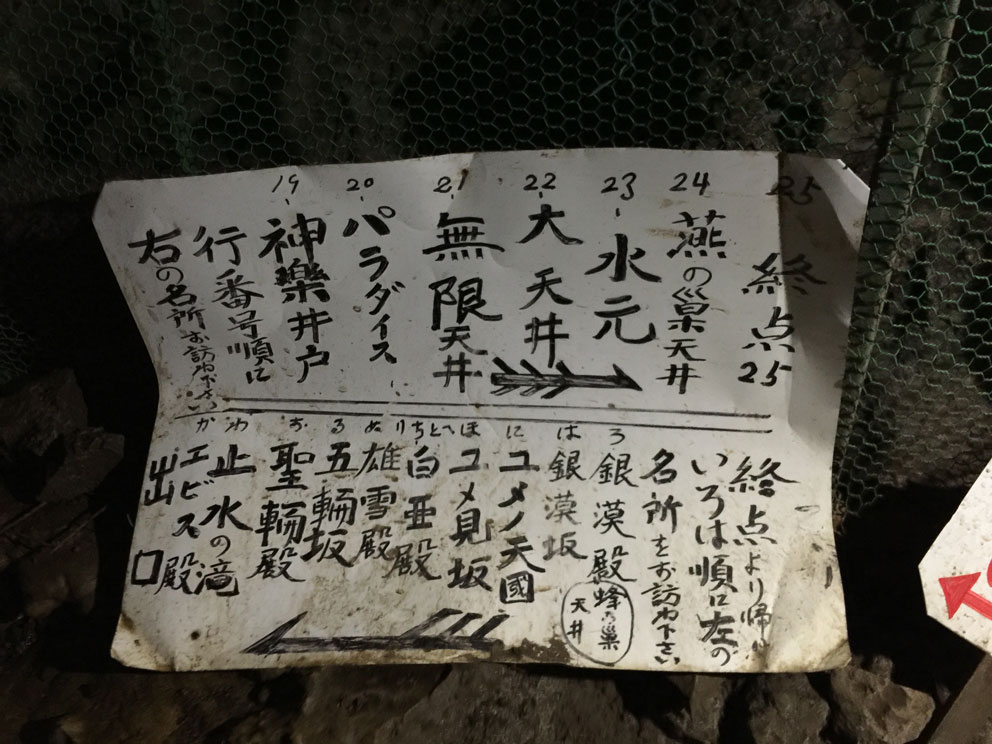 25 終点25
24 燕の巣天井
23 水元
22 大天井
21 無限天井
20 パラダイス
19 神樂井戸
行番号順に
右の名所お訪ね下さい
終点より帰り
いろは順に左の
名所をお訪ね下さい
ろ 銀漠殿
蜂の巣
天井
は 銀漠坂
に ユメノ天國
ほ ユメ見坂
へとち 白亜殿
りぬ 雄雪殿
る 五輪坂
お 聖輪殿
わ 止水の滝
か エビス殿
出口